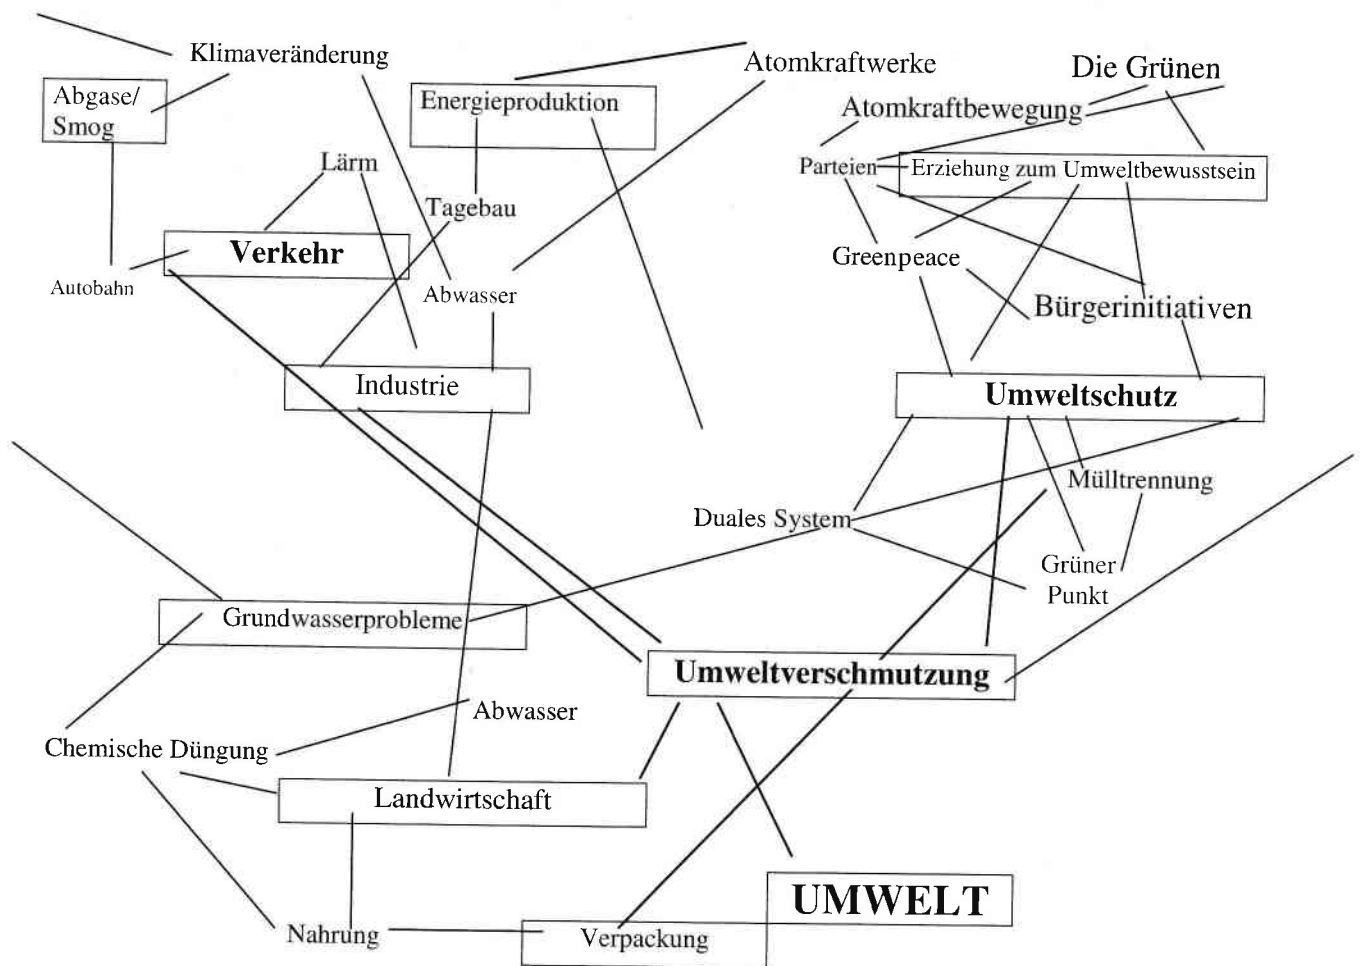 Klimaveränderung
Atomkraftwerke
Die Grünen
Abgase/
Smog
Energieproduktion
Atomkraftbewegung
Lärm
Parteien
Erziehung zum Umweltbewusstsein
Tagebau
Verkehr
Greenpeace
Autobahn
Abwasser
Bürgerinitiativen
Industrie
Umweltschutz
Mülltrennung
Duales System
Grüner
Punkt
Grundwasserprobleme
Umweltverschmutzung
Abwasser
Chemische Düngung
Landwirtschaft
UMWELT
Nahrung
Verpackung